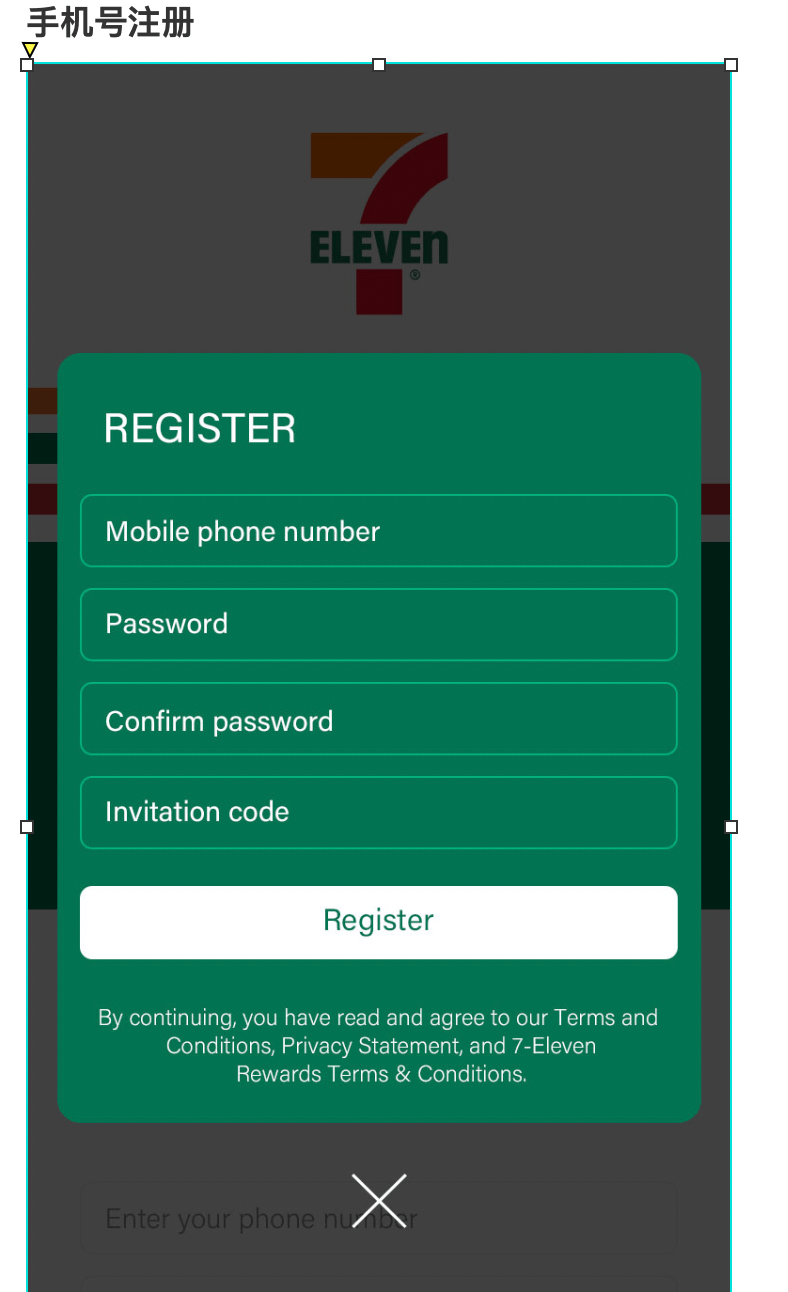 手机号注册
7
ELEVEn
®
REGISTER
Mobile phone number
Password
Confirm password
Invitation code
Register
By continuing, you have read and agree to our Terms and
Conditions, Privacy Statement, and 7-Eleven
Rewards Terms & Conditions.
Enter your phone number